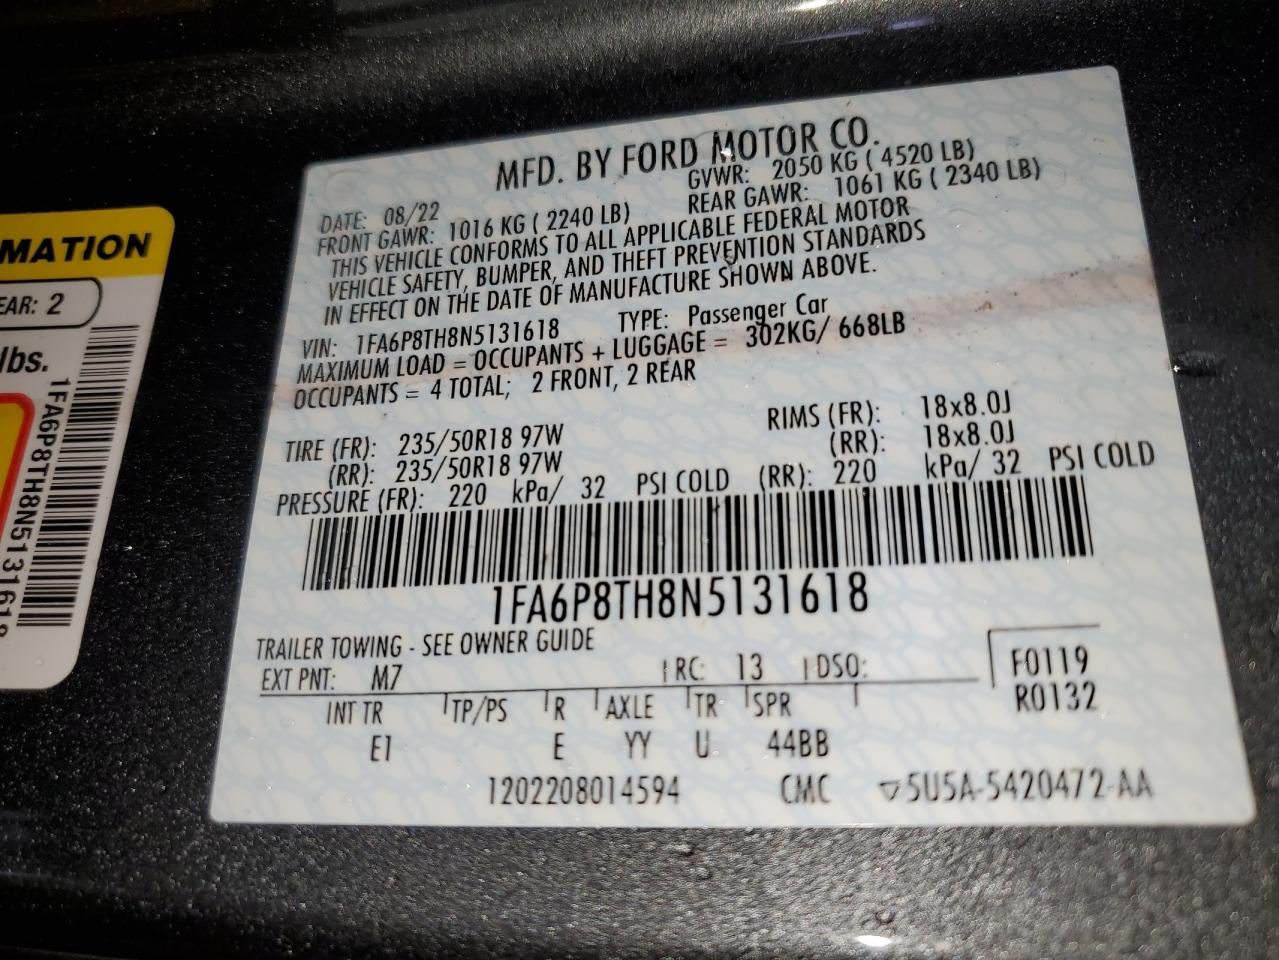 MFD. BY FORD MOTOR CO.
DATE: 08/22 GVWR: 2050 KG ( 4520 LB)
FRONT GAWR: 1016 KG ( 2240 LB) REAR GAWR: 1061 KG ( 2340 LB)
THIS VEHICLE CONFORMS TO ALL APPLICABLE FEDERAL MOTOR
VEHICLE SAFETY, BUMPER, AND THEFT PREVENTION STANDARDS
IN EFFECT ON THE DATE OF MANUFACTURE SHOWN ABOVE.
VIN: 1FA6P8TH8N5131618 TYPE: Passenger Car
MAXIMUM LOAD = OCCUPANTS + LUGGAGE = 302KG/ 668LB
OCCUPANTS = 4 TOTAL; 2 FRONT, 2 REAR
TIRE (FR): 235/50R18 97W RIMS (FR): 18x8.0J
(RR): 235/50R18 97W (RR): 18x8.0J
PRESSURE (FR): 220 kPa/ 32 PSI COLD (RR): 220 kPa/ 32 PSI COLD
1FA6P8TH8N5131618
TRAILER TOWING - SEE OWNER GUIDE
EXT PNT: M7 RC: 13 DSO: F0119
R0132
INT TR TP/PS R AXLE TR SPR
E1 E YY U 44BB
1202208014594 CMC ▽5U5A-5420472-AA
MATION
EAR: 2
lbs.
1FA6P8TH8N5131618